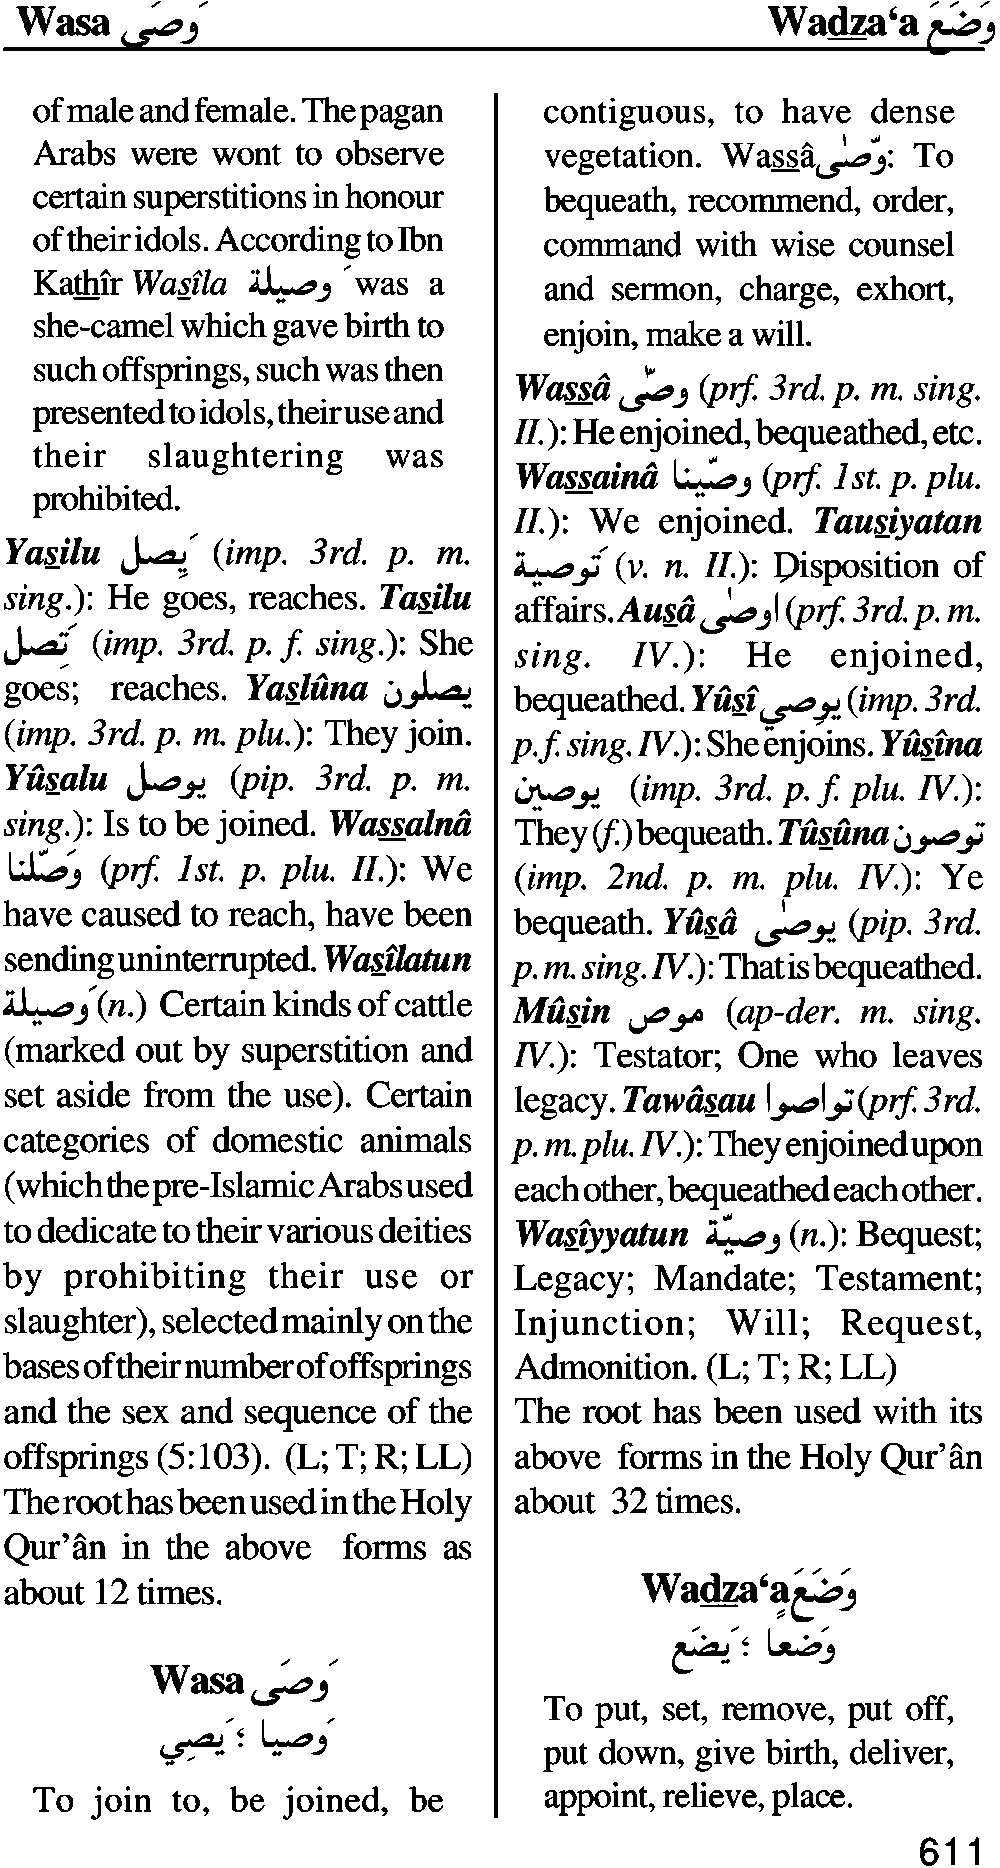 Wasa وَصَى
Wadza‘a وَضَعَ
of male and female. The pagan
Arabs were wont to observe
certain superstitions in honour
of their idols. According to Ibn
Kathîr Wasîla وَصيلة was a
she-camel which gave birth to
such offsprings, such was then
presented to idols, their use and
their slaughtering was
prohibited.
Yasilu يَصِل (imp. 3rd. p. m.
sing.): He goes, reaches. Tasilu
تَصِل (imp. 3rd. p. f. sing.): She
goes; reaches. Yaslûna يصلون
(imp. 3rd. p. m. plu.): They join.
Yûsalu يوصل (pip. 3rd. p. m.
sing.): Is to be joined. Wassalnâ
وَصّلنا (prf. 1st. p. plu. II.): We
have caused to reach, have been
sending uninterrupted. Wasîlatun
وَصيلة (n.) Certain kinds of cattle
(marked out by superstition and
set aside from the use). Certain
categories of domestic animals
(which the pre-Islamic Arabs used
to dedicate to their various deities
by prohibiting their use or
slaughter), selected mainly on the
bases of their number of offsprings
and the sex and sequence of the
offsprings (5:103). (L; T; R; LL)
The root has been used in the Holy
Qur’ân in the above forms as
about 12 times.
Wasa وَصَى
وَصيا ؛ يَصِي
To join to, be joined, be
contiguous, to have dense
vegetation. Wassâ وَصّىٰ: To
bequeath, recommend, order,
command with wise counsel
and sermon, charge, exhort,
enjoin, make a will.
Wassâ وصّى (prf. 3rd. p. m. sing.
II.): He enjoined, bequeathed, etc.
Wassainâ وصّينا (prf. 1st. p. plu.
II.): We enjoined. Tausiyatan
تَوصية (v. n. II.): Disposition of
affairs. Ausâ اوصىٰ (prf. 3rd. p. m.
sing. IV.): He enjoined,
bequeathed. Yûsî يوصِي (imp. 3rd.
p. f. sing. IV.): She enjoins. Yûsîna
يوصين (imp. 3rd. p. f. plu. IV.):
They (f.) bequeath. Tûsûna توصون
(imp. 2nd. p. m. plu. IV.): Ye
bequeath. Yûsâ يوصىٰ (pip. 3rd.
p. m. sing. IV.): That is bequeathed.
Mûsin موص (ap-der. m. sing.
IV.): Testator; One who leaves
legacy. Tawâsau تواصوا (prf. 3rd.
p. m. plu. IV.): They enjoined upon
each other, bequeathed each other.
Wasîyyatun وصيّة (n.): Bequest;
Legacy; Mandate; Testament;
Injunction; Will; Request,
Admonition. (L; T; R; LL)
The root has been used with its
above forms in the Holy Qur’ân
about 32 times.
Wadza‘a وَضَعَ
وَضعا ؛ يَضَع
To put, set, remove, put off,
put down, give birth, deliver,
appoint, relieve, place.
611